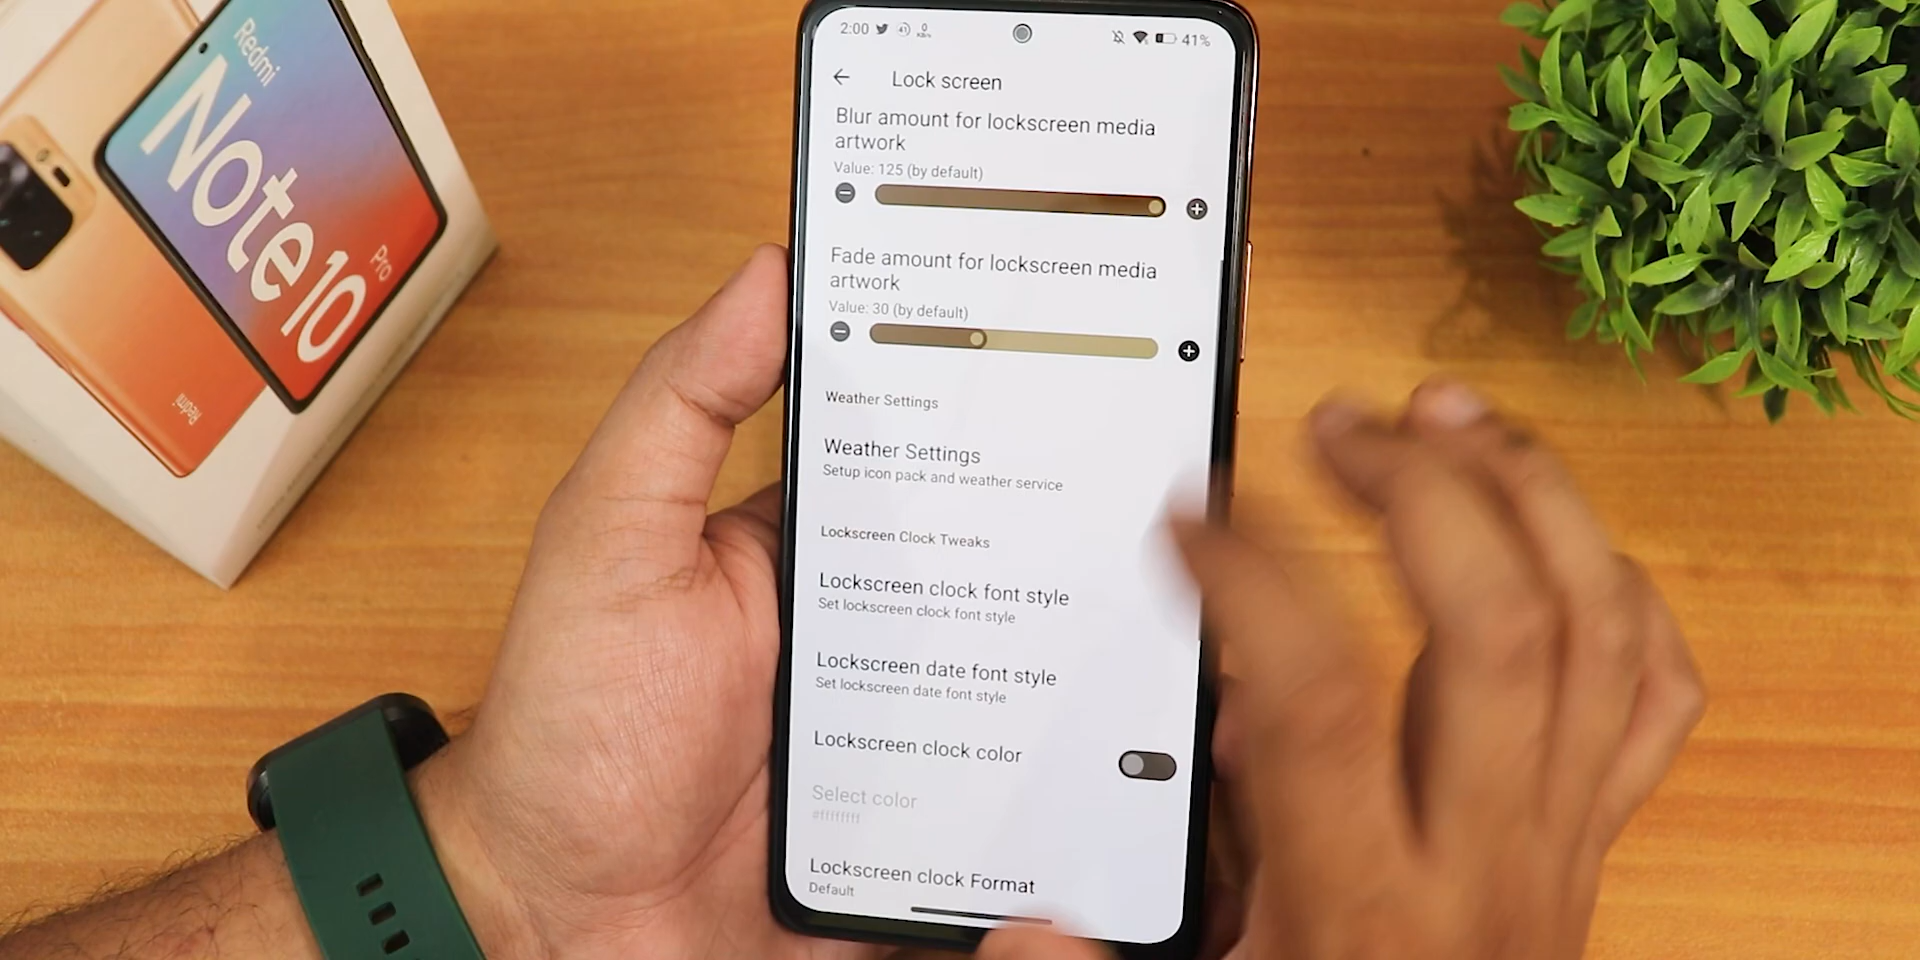 Redmi
Note 10
Pro
Redmi
2:00
41%
Lock screen
Blur amount for lockscreen media
artwork
Value: 125 (by default)
Fade amount for lockscreen media
artwork
Value: 30 (by default)
Weather Settings
Weather Settings
Setup icon pack and weather service
Lockscreen Clock Tweaks
Lockscreen clock font style
Set lockscreen clock font style
Lockscreen date font style
Set lockscreen date font style
Lockscreen clock color
Select color
#ffffffff
Lockscreen clock Format
Default